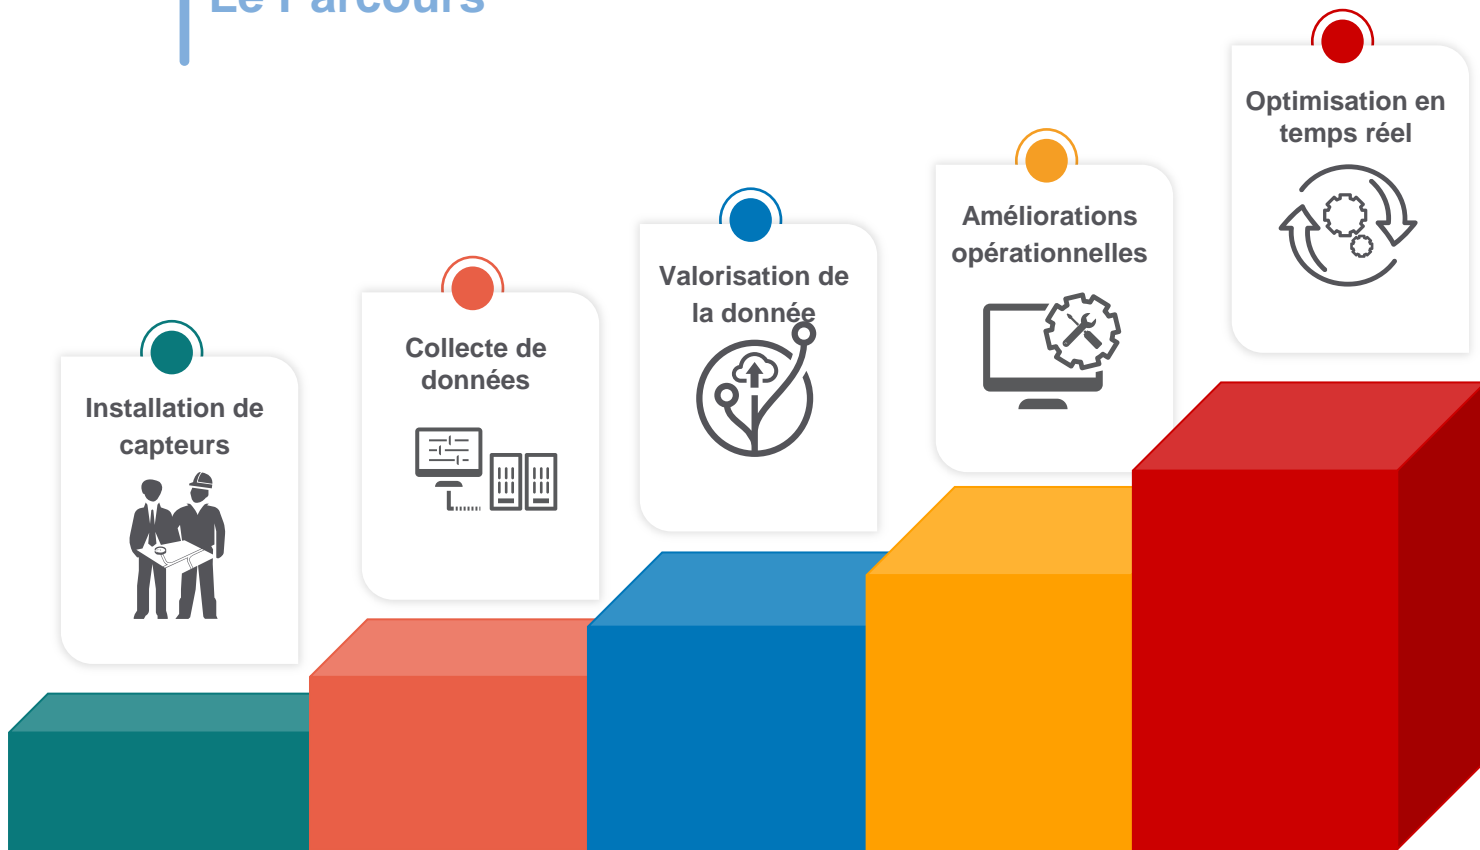 Le Parcours
Installation de
capteurs
Collecte de
données
Valorisation de
la donnée
Améliorations
opérationnelles
Optimisation en
temps réel